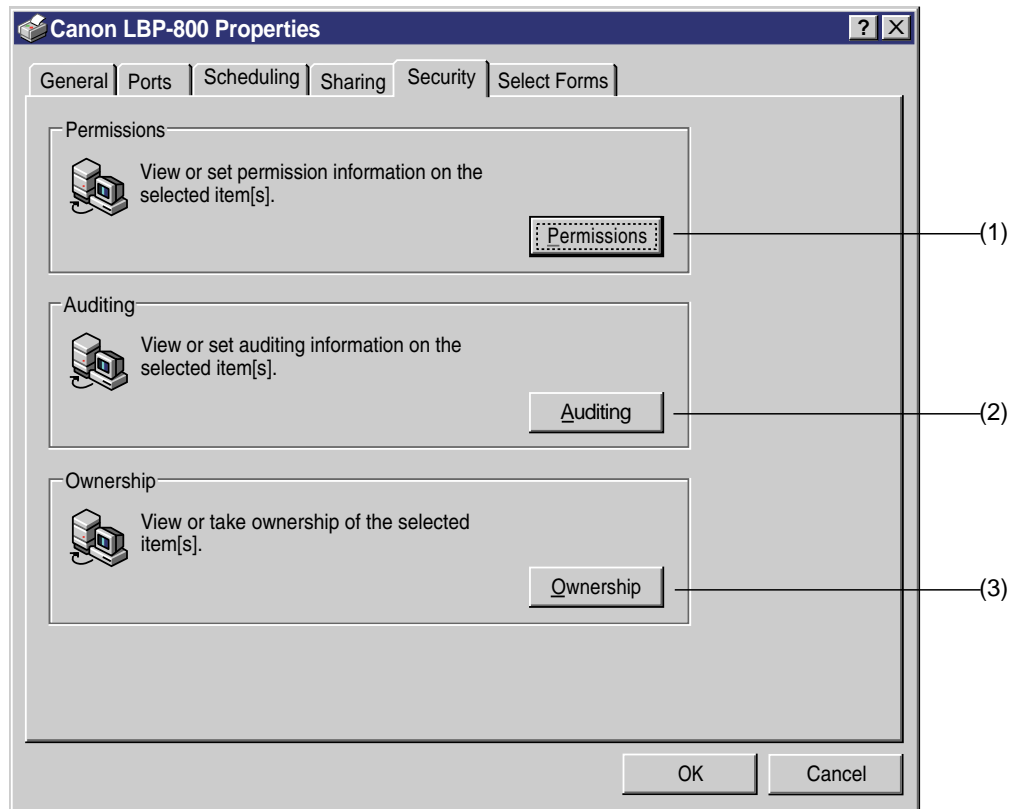 Canon LBP-800 Properties
? X
General Ports Scheduling Sharing Security Select Forms
Permissions
View or set permission information on the
selected item[s].
Permissions
(1)
Auditing
View or set auditing information on the
selected item[s].
Auditing
(2)
Ownership
View or take ownership of the selected
item[s].
Ownership
(3)
OK Cancel